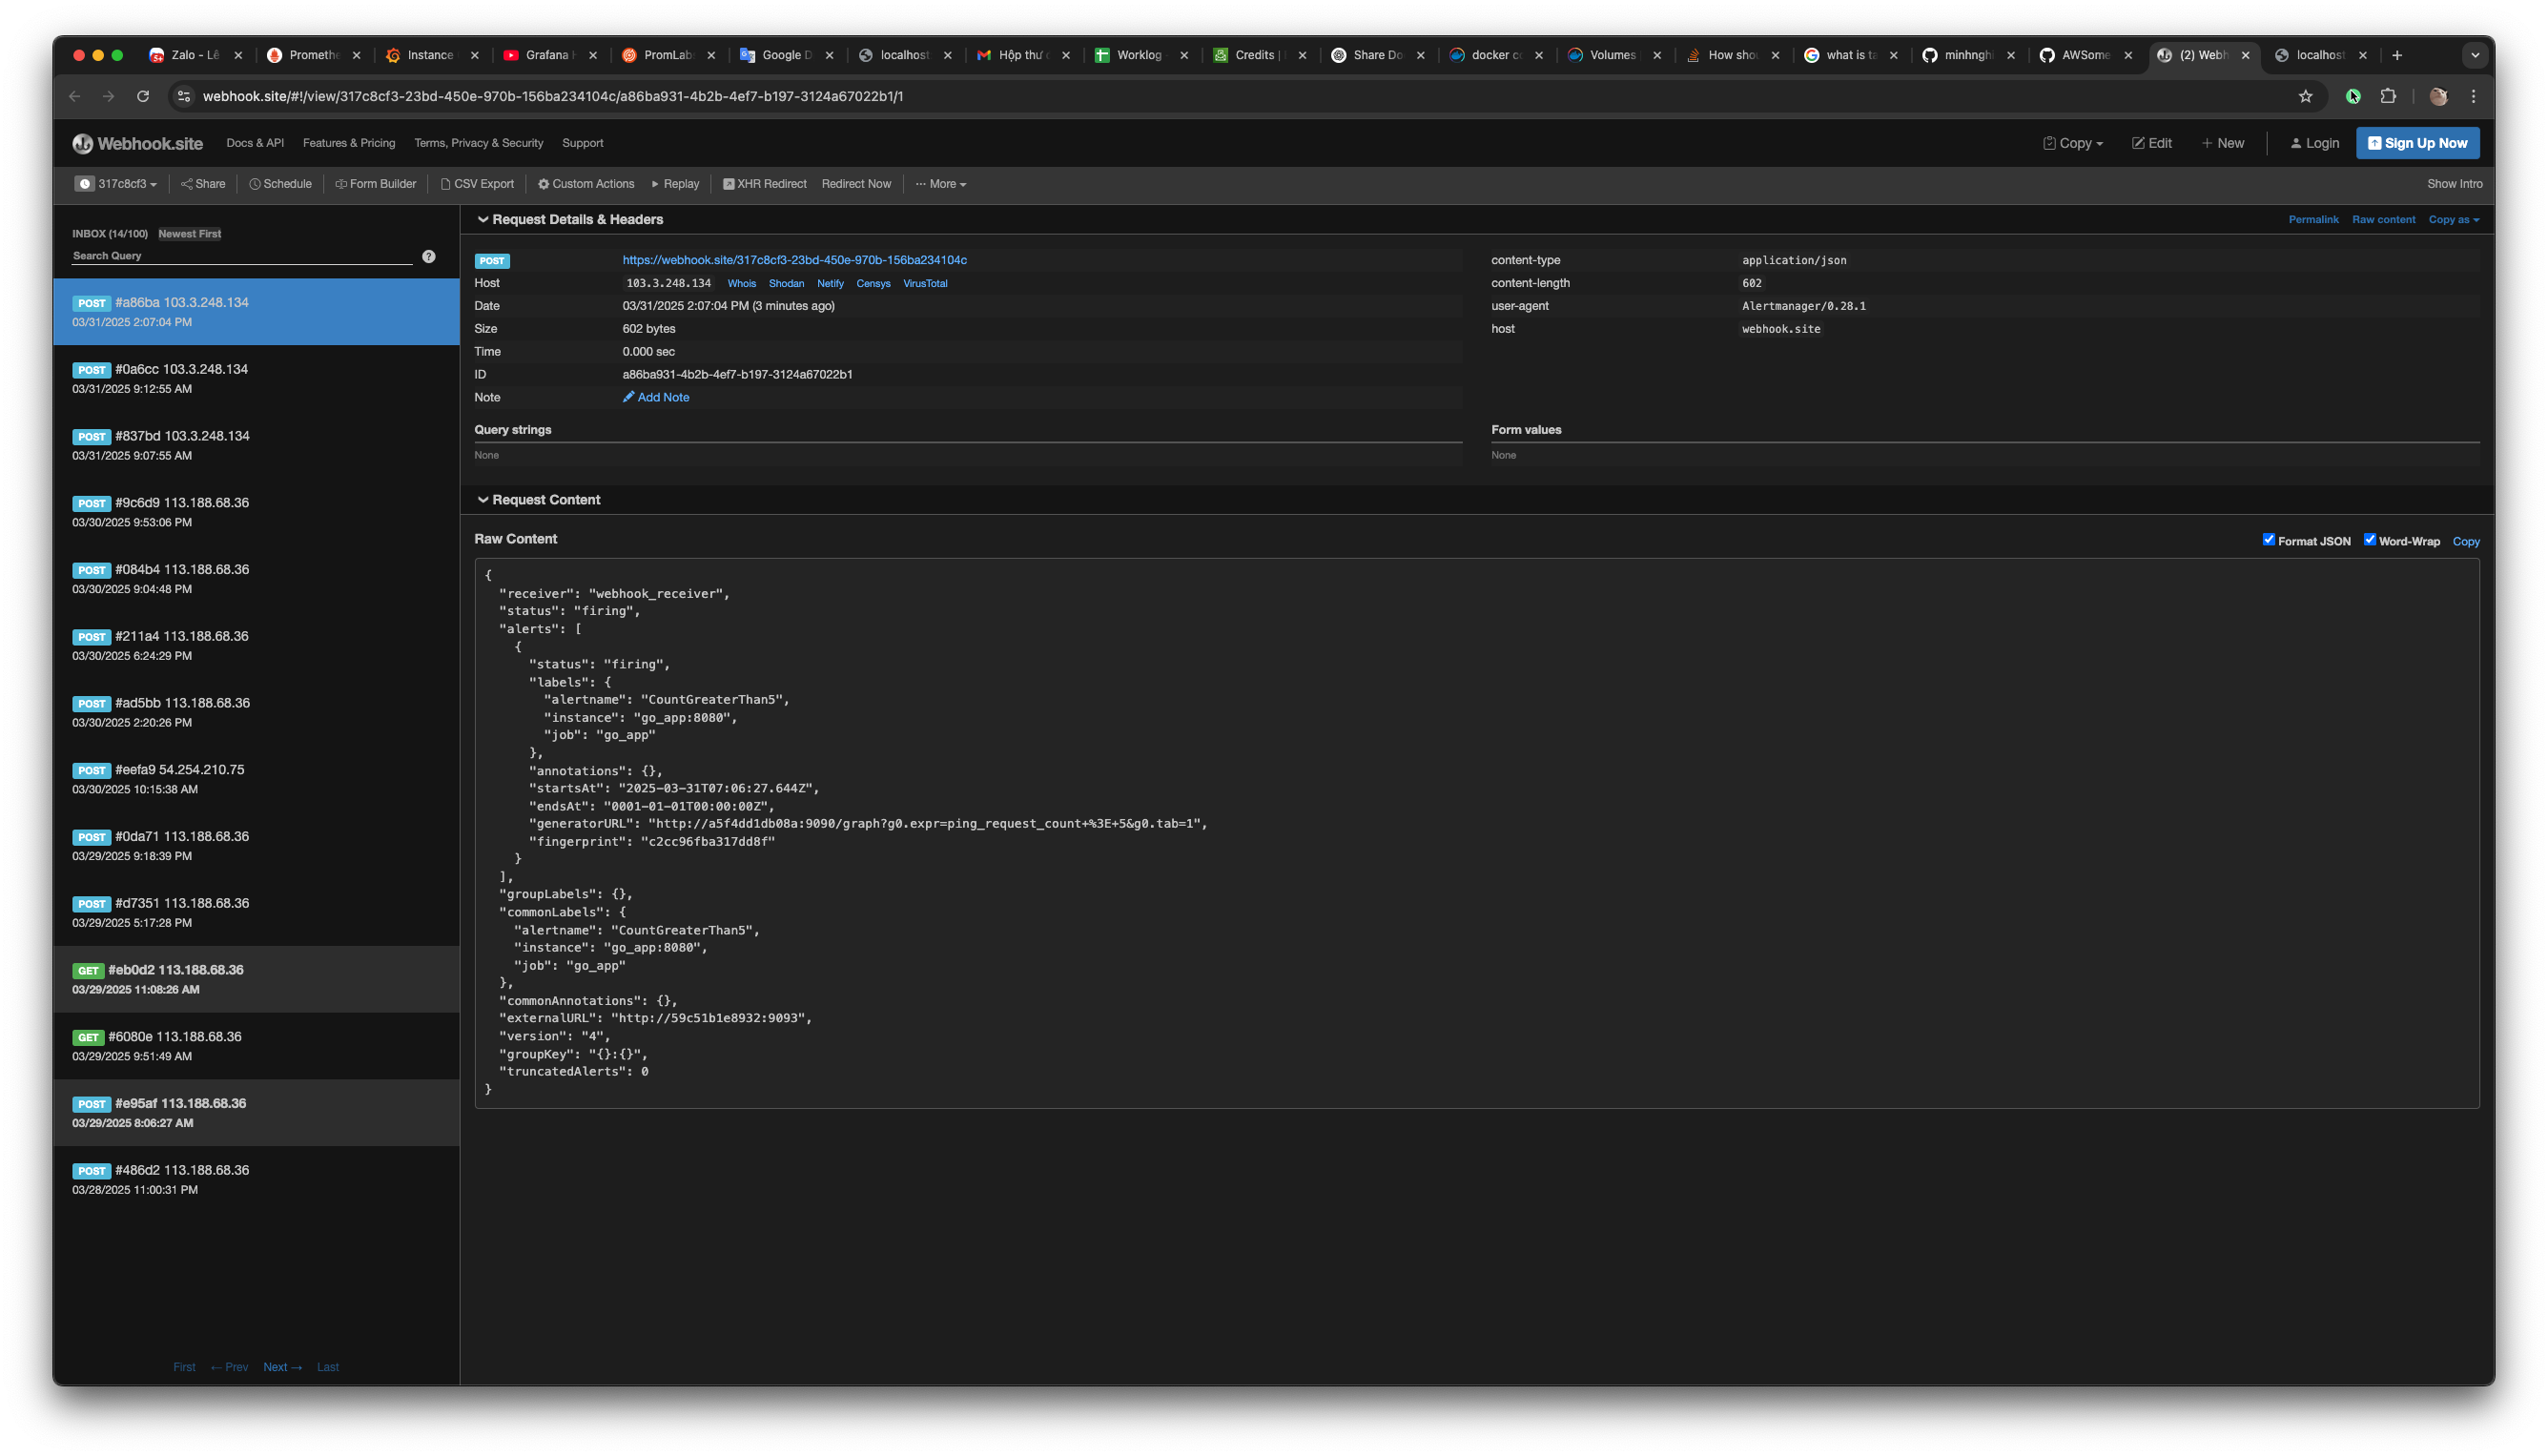 Zalo - Lê
Promethe
Instance
Grafana H
PromLab
Google D
localhost
Hộp thư
Worklog
Credits |
Share Do
docker co
Volumes
How shou
what is ta
minhngh
AWSome
(2) Webh
localhost
webhook.site/#!/view/317c8cf3-23bd-450e-970b-156ba234104c/a86ba931-4b2b-4ef7-b197-3124a67022b1/1
Webhook.site Docs & API Features & Pricing Terms, Privacy & Security Support Copy Edit New Login Sign Up Now
317c8cf3 Share Schedule Form Builder CSV Export Custom Actions Replay XHR Redirect Redirect Now ··· More Show Intro
INBOX (14/100) Newest First
Search Query ?
POST #a86ba 103.3.248.134
03/31/2025 2:07:04 PM
POST #0a6cc 103.3.248.134
03/31/2025 9:12:55 AM
POST #837bd 103.3.248.134
03/31/2025 9:07:55 AM
POST #9c6d9 113.188.68.36
03/30/2025 9:53:06 PM
POST #084b4 113.188.68.36
03/30/2025 9:04:48 PM
POST #211a4 113.188.68.36
03/30/2025 6:24:29 PM
POST #ad5bb 113.188.68.36
03/30/2025 2:20:26 PM
POST #eefa9 54.254.210.75
03/30/2025 10:15:38 AM
POST #0da71 113.188.68.36
03/29/2025 9:18:39 PM
POST #d7351 113.188.68.36
03/29/2025 5:17:28 PM
GET #eb0d2 113.188.68.36
03/29/2025 11:08:26 AM
GET #6080e 113.188.68.36
03/29/2025 9:51:49 AM
POST #e95af 113.188.68.36
03/29/2025 8:06:27 AM
POST #486d2 113.188.68.36
03/28/2025 11:00:31 PM
First ← Prev Next → Last
Request Details & Headers Permalink Raw content Copy as
POST https://webhook.site/317c8cf3-23bd-450e-970b-156ba234104c
Host 103.3.248.134 Whois Shodan Netify Censys VirusTotal
Date 03/31/2025 2:07:04 PM (3 minutes ago)
Size 602 bytes
Time 0.000 sec
ID a86ba931-4b2b-4ef7-b197-3124a67022b1
Note Add Note
content-type application/json
content-length 602
user-agent Alertmanager/0.28.1
host webhook.site
Query strings
None
Form values
None
Request Content
Raw Content Format JSON Word-Wrap Copy
{
"receiver": "webhook_receiver",
"status": "firing",
"alerts": [
{
"status": "firing",
"labels": {
"alertname": "CountGreaterThan5",
"instance": "go_app:8080",
"job": "go_app"
},
"annotations": {},
"startsAt": "2025-03-31T07:06:27.644Z",
"endsAt": "0001-01-01T00:00:00Z",
"generatorURL": "http://a5f4dd1db08a:9090/graph?g0.expr=ping_request_count+%3E+5&g0.tab=1",
"fingerprint": "c2cc96fba317dd8f"
}
],
"groupLabels": {},
"commonLabels": {
"alertname": "CountGreaterThan5",
"instance": "go_app:8080",
"job": "go_app"
},
"commonAnnotations": {},
"externalURL": "http://59c51b1e8932:9093",
"version": "4",
"groupKey": "{}:{}",
"truncatedAlerts": 0
}